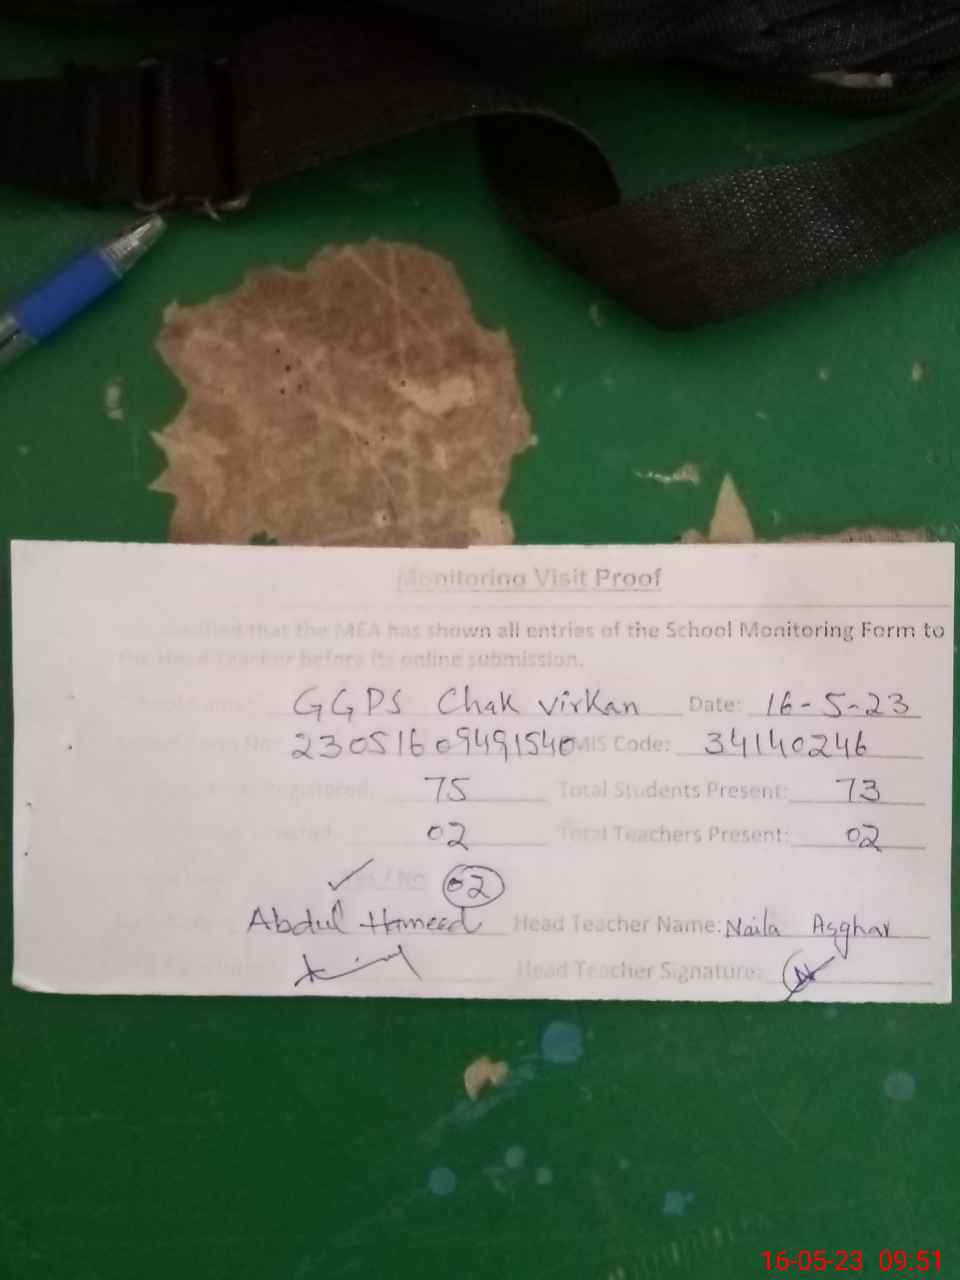 Monitoring Visit Proof
that the MEA has shown all entries of the School Monitoring Form to
the Head Teacher before its online submission.
GGPS Chak Virkan Date: 16-5-23
23051609491540 MIS Code: 34140246
Registered: 75 Total Students Present: 73
02 Total Teachers Present: 02
Yes / No 02
Abdul Hameed Head Teacher Name: Naila Asghar
Head Teacher Signature:
16-05-23 09:51